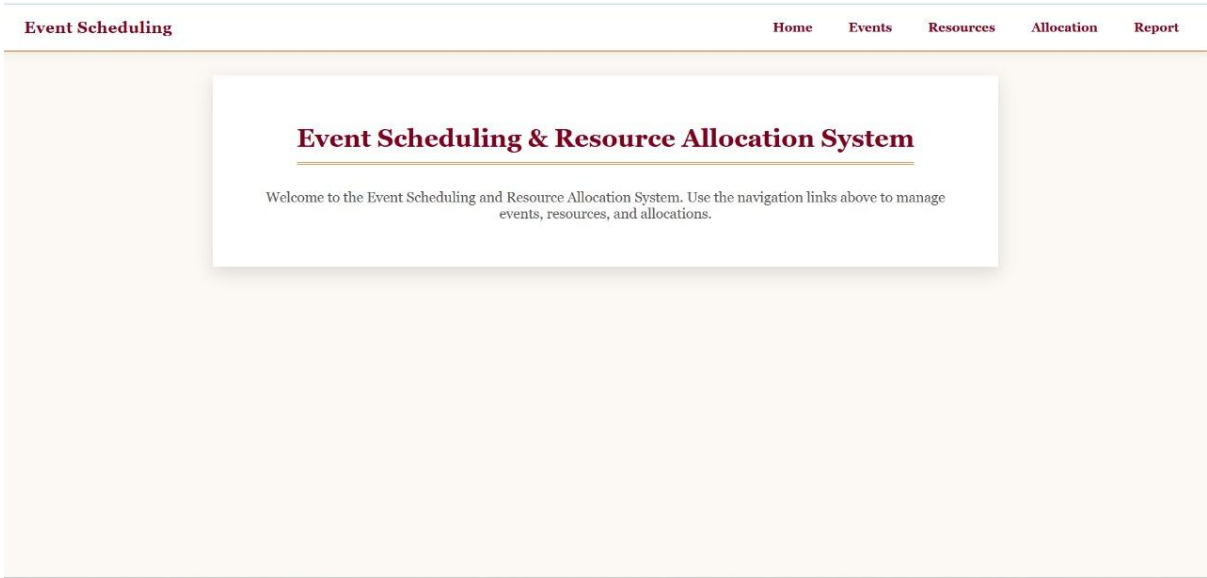 Event Scheduling
Home Events Resources Allocation Report
Event Scheduling & Resource Allocation System
Welcome to the Event Scheduling and Resource Allocation System. Use the navigation links above to manage
events, resources, and allocations.